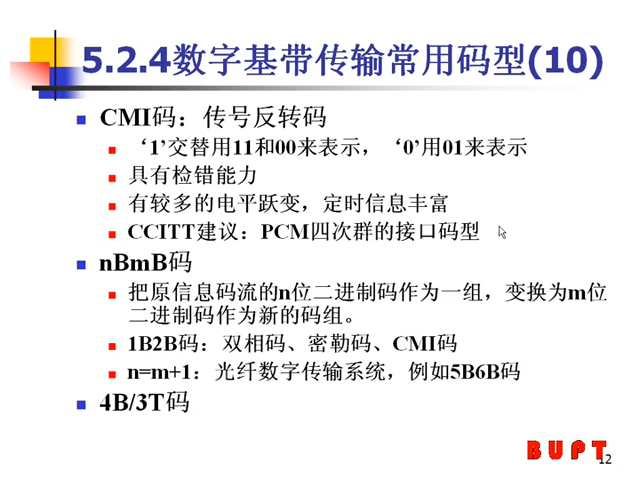 5.2.4数字基带传输常用码型(10)
CMI码：传号反转码
‘1’交替用11和00来表示，‘0’用01来表示
具有检错能力
有较多的电平跃变，定时信息丰富
CCITT建议：PCM四次群的接口码型
nBmB码
把原信息码流的n位二进制码作为一组，变换为m位
二进制码作为新的码组。
1B2B码：双相码、密勒码、CMI码
n=m+1：光纤数字传输系统，例如5B6B码
4B/3T码
BUPT
12